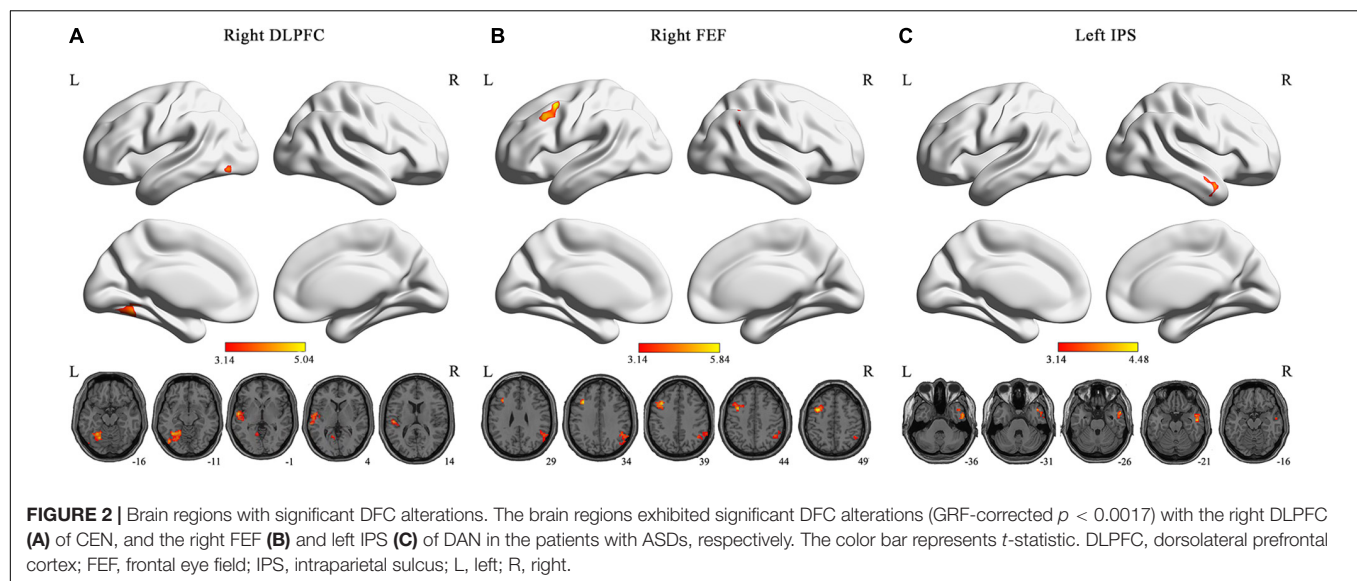 A
Right DLPFC
L
R
3.14 5.04
L
R
-16 -11 -1 4 14
B
Right FEF
L
R
3.14 5.84
L
R
29 34 39 44 49
C
Left IPS
L
R
3.14 4.48
L
R
-36 -31 -26 -21 -16
FIGURE 2 | Brain regions with significant DFC alterations. The brain regions exhibited significant DFC alterations (GRF-corrected p < 0.0017) with the right DLPFC
(A) of CEN, and the right FEF (B) and left IPS (C) of DAN in the patients with ASDs, respectively. The color bar represents t-statistic. DLPFC, dorsolateral prefrontal
cortex; FEF, frontal eye field; IPS, intraparietal sulcus; L, left; R, right.